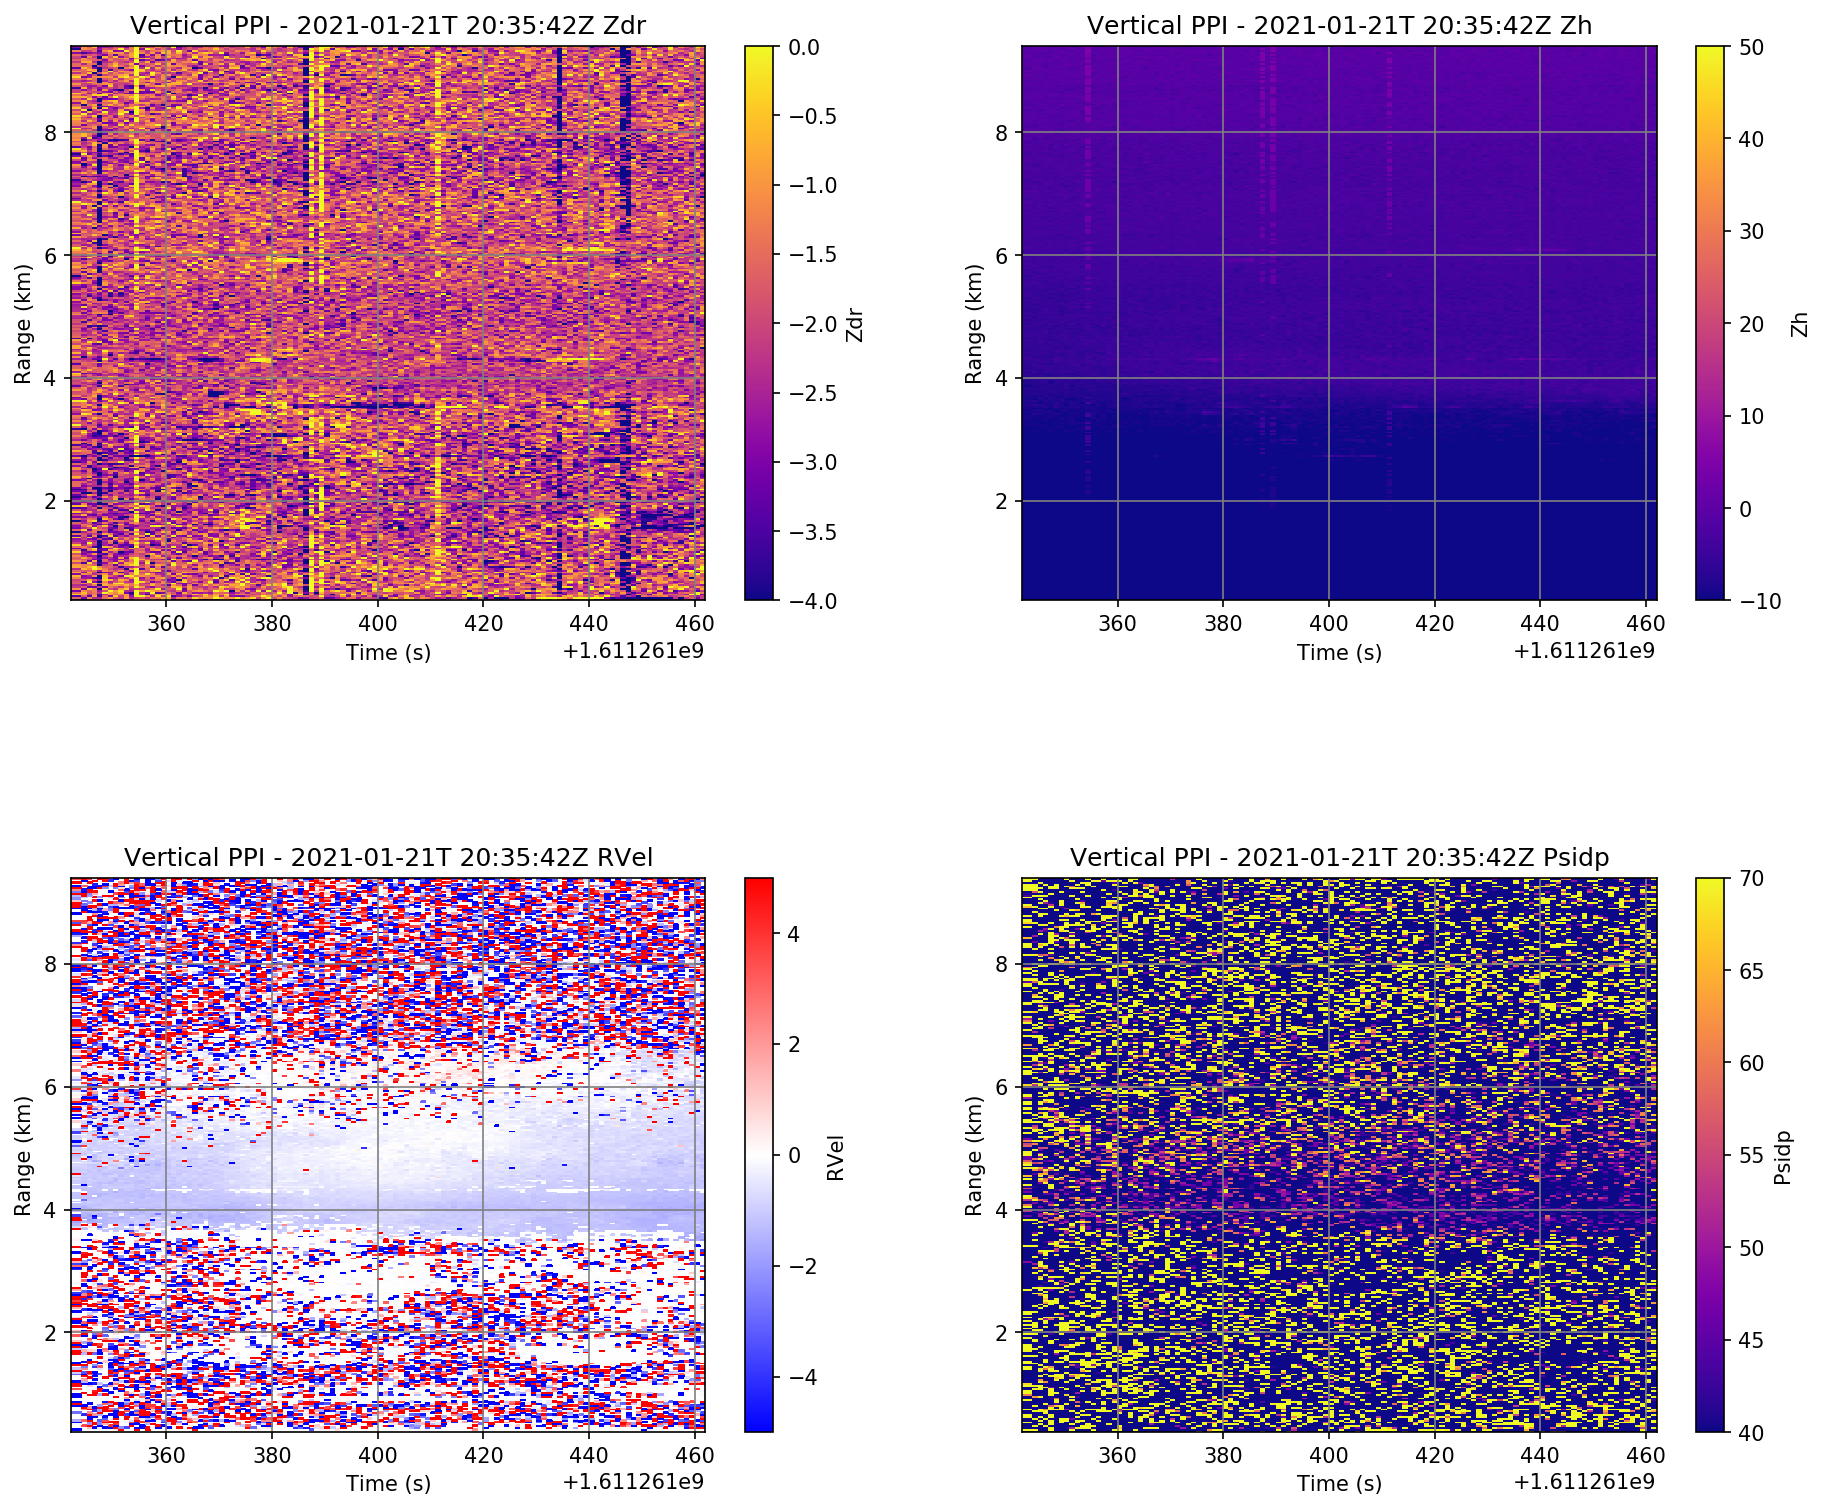 Vertical PPI - 2021-01-21T 20:35:42Z Zdr
Range (km)
8
6
4
2
360 380 400 420 440 460
Time (s)
+1.611261e9
0.0
−0.5
−1.0
−1.5
−2.0
−2.5
−3.0
−3.5
−4.0
Zdr
Vertical PPI - 2021-01-21T 20:35:42Z Zh
Range (km)
8
6
4
2
360 380 400 420 440 460
Time (s)
+1.611261e9
50
40
30
20
10
0
−10
Zh
Vertical PPI - 2021-01-21T 20:35:42Z RVel
Range (km)
8
6
4
2
360 380 400 420 440 460
Time (s)
+1.611261e9
4
2
0
−2
−4
RVel
Vertical PPI - 2021-01-21T 20:35:42Z Psidp
Range (km)
8
6
4
2
360 380 400 420 440 460
Time (s)
+1.611261e9
70
65
60
55
50
45
40
Psidp